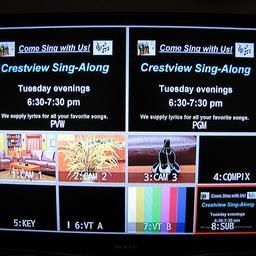 Come Sing with Us!
Crestview Sing-Along
Tuesday evenings
6:30-7:30 pm
We supply lyrics for all your favorite songs.
PVW
Come Sing with Us!
Crestview Sing-Along
Tuesday evenings
6:30-7:30 pm
We supply lyrics for all your favorite songs.
PGM
1:CAM 1
2:CAM 2
3:CAM 3
4:COMPIX
5:KEY
6:VT A
7:VT B
Come Sing with Us!
Crestview Sing-Along
Tuesday evenings
6:30-7:30 pm
8:SUB